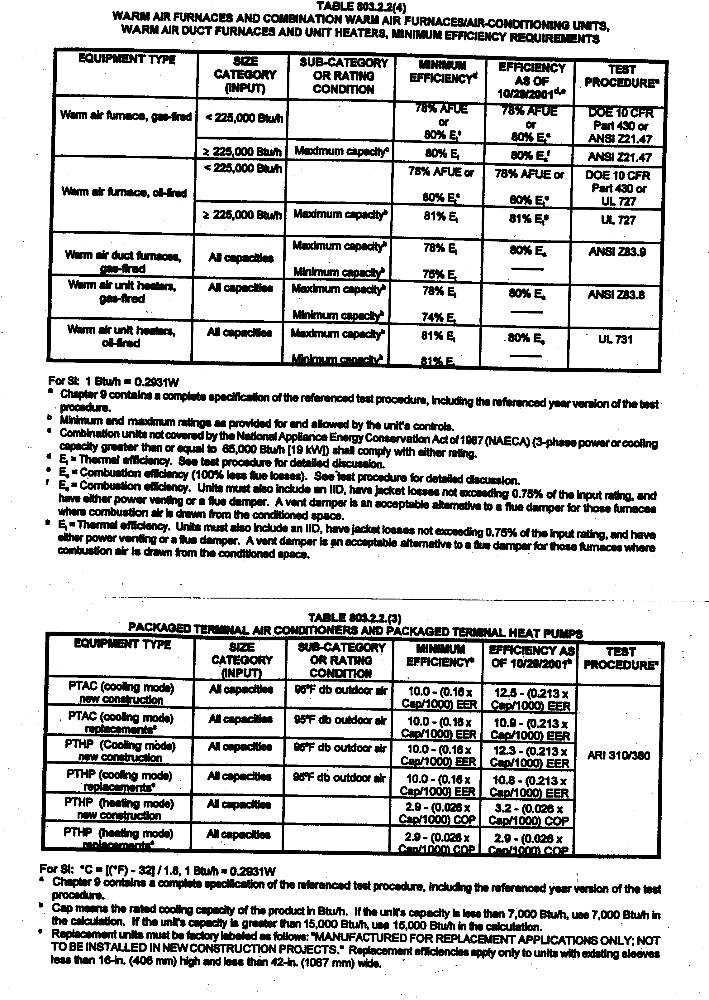 TABLE 803.2.2(4)
WARM AIR FURNACES AND COMBINATION WARM AIR FURNACES/AIR-CONDITIONING UNITS,
WARM AIR DUCT FURNACES AND UNIT HEATERS, MINIMUM EFFICIENCY REQUIREMENTS
EQUIPMENT TYPE
SIZE
CATEGORY
(INPUT)
SUB-CATEGORY
OR RATING
CONDITION
MINIMUM
EFFICIENCYᵈ
EFFICIENCY
AS OF
10/29/2001ᵈ,ᵉ
TEST
PROCEDUREᵃ
Warm air furnace, gas-fired
< 225,000 Btu/h
78% AFUE
or
80% Eₜᶜ
78% AFUE
or
80% Eₜᶜ
DOE 10 CFR
Part 430 or
ANSI Z21.47
≥ 225,000 Btu/h
Maximum capacityᶜ
80% Eₜ
80% E꜀ᶠ
ANSI Z21.47
Warm air furnace, oil-fired
< 225,000 Btu/h
78% AFUE or
80% Eₜᶜ
78% AFUE or
80% Eₜᶜ
DOE 10 CFR
Part 430 or
UL 727
≥ 225,000 Btu/h
Maximum capacityᵇ
81% Eₜ
81% Eₜᵍ
UL 727
Warm air duct furnaces,
gas-fired
All capacities
Maximum capacityᵇ
Minimum capacityᵇ
78% Eₜ
75% Eₜ
80% E꜀
———
ANSI Z83.9
Warm air unit heaters,
gas-fired
All capacities
Maximum capacityᵇ
Minimum capacityᵇ
78% Eₜ
74% Eₜ
80% E꜀
———
ANSI Z83.8
Warm air unit heaters,
oil-fired
All capacities
Maximum capacityᵇ
Minimum capacityᵇ
81% Eₜ
81% Eₜ
80% E꜀
———
UL 731
For SI: 1 Btu/h = 0.2931W
ᵃ Chapter 9 contains a complete specification of the referenced test procedure, including the referenced year version of the test
procedure.
ᵇ Minimum and maximum ratings as provided for and allowed by the unit's controls.
ᶜ Combination units not covered by the National Appliance Energy Conservation Act of 1987 (NAECA) (3-phase power or cooling
capacity greater than or equal to 65,000 Btu/h [19 kW]) shall comply with either rating.
ᵈ Eₜ = Thermal efficiency. See test procedure for detailed discussion.
ᵉ E꜀ = Combustion efficiency (100% less flue losses). See test procedure for detailed discussion.
ᶠ E꜀ = Combustion efficiency. Units must also include an IID, have jacket losses not exceeding 0.75% of the input rating, and
have either power venting or a flue damper. A vent damper is an acceptable alternative to a flue damper for those furnaces
where combustion air is drawn from the conditioned space.
ᵍ Eₜ = Thermal efficiency. Units must also include an IID, have jacket losses not exceeding 0.75% of the input rating, and have
either power venting or a flue damper. A vent damper is an acceptable alternative to a flue damper for those furnaces where
combustion air is drawn from the conditioned space.
TABLE 803.2.2.(3)
PACKAGED TERMINAL AIR CONDITIONERS AND PACKAGED TERMINAL HEAT PUMPS
EQUIPMENT TYPE
SIZE
CATEGORY
(INPUT)
SUB-CATEGORY
OR RATING
CONDITION
MINIMUM
EFFICIENCYᵇ
EFFICIENCY AS
OF 10/29/2001ᵇ
TEST
PROCEDUREᵃ
PTAC (cooling mode)
new construction
All capacities
95°F db outdoor air
10.0 - (0.16 x
Cap/1000) EER
12.5 - (0.213 x
Cap/1000) EER
PTAC (cooling mode)
replacementsᶜ
All capacities
95°F db outdoor air
10.0 - (0.16 x
Cap/1000) EER
10.9 - (0.213 x
Cap/1000) EER
PTHP (Cooling mode)
new construction
All capacities
95°F db outdoor air
10.0 - (0.16 x
Cap/1000) EER
12.3 - (0.213 x
Cap/1000) EER
ARI 310/380
PTHP (cooling mode)
replacementsᶜ
All capacities
95°F db outdoor air
10.0 - (0.16 x
Cap/1000) EER
10.8 - (0.213 x
Cap/1000) EER
PTHP (heating mode)
new construction
All capacities
2.9 - (0.026 x
Cap/1000) COP
3.2 - (0.026 x
Cap/1000) COP
PTHP (heating mode)
replacementsᶜ
All capacities
2.9 - (0.026 x
Cap/1000) COP
2.9 - (0.026 x
Cap/1000) COP
For SI: °C = [(°F) - 32] / 1.8, 1 Btu/h = 0.2931W
ᵃ Chapter 9 contains a complete specification of the referenced test procedure, including the referenced year version of the test
procedure.
ᵇ Cap means the rated cooling capacity of the product in Btu/h. If the unit's capacity is less than 7,000 Btu/h, use 7,000 Btu/h in
the calculation. If the unit's capacity is greater than 15,000 Btu/h, use 15,000 Btu/h in the calculation.
ᶜ Replacement units must be factory labeled as follows: "MANUFACTURED FOR REPLACEMENT APPLICATIONS ONLY; NOT
TO BE INSTALLED IN NEW CONSTRUCTION PROJECTS." Replacement efficiencies apply only to units with existing sleeves
less than 16-in. (406 mm) high and less than 42-in. (1067 mm) wide.